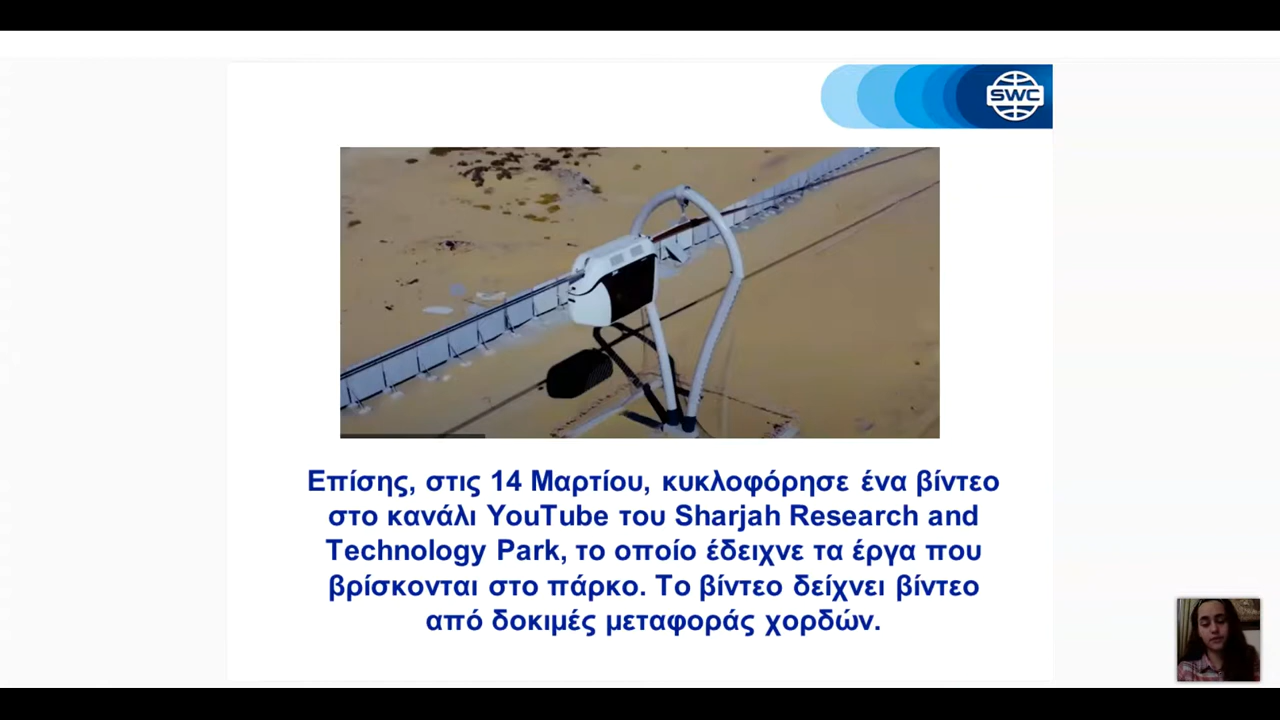 SWC
Επίσης, στις 14 Μαρτίου, κυκλοφόρησε ένα βίντεο
στο κανάλι YouTube του Sharjah Research and
Technology Park, το οποίο έδειχνε τα έργα που
βρίσκονται στο πάρκο. Το βίντεο δείχνει βίντεο
από δοκιμές μεταφοράς χορδών.